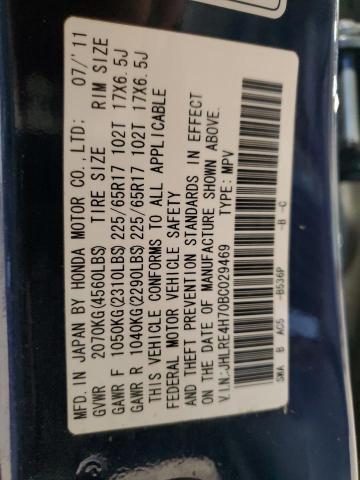 MFD. IN JAPAN BY HONDA MOTOR CO.,LTD: 07/'11
GVWR 2070KG(4560LBS) TIRE SIZE RIM SIZE
GAWR F 1050KG(2310LBS) 225/65R17 102T 17X6.5J
GAWR R 1040KG(2290LBS) 225/65R17 102T 17X6.5J
THIS VEHICLE CONFORMS TO ALL APPLICABLE
FEDERAL MOTOR VEHICLE SAFETY
AND THEFT PREVENTION STANDARDS IN EFFECT
ON THE DATE OF MANUFACTURE SHOWN ABOVE.
V.I.N:JHLRE4H70BC029469 TYPE: MPV
SWA B AC5 -B536P -B -C